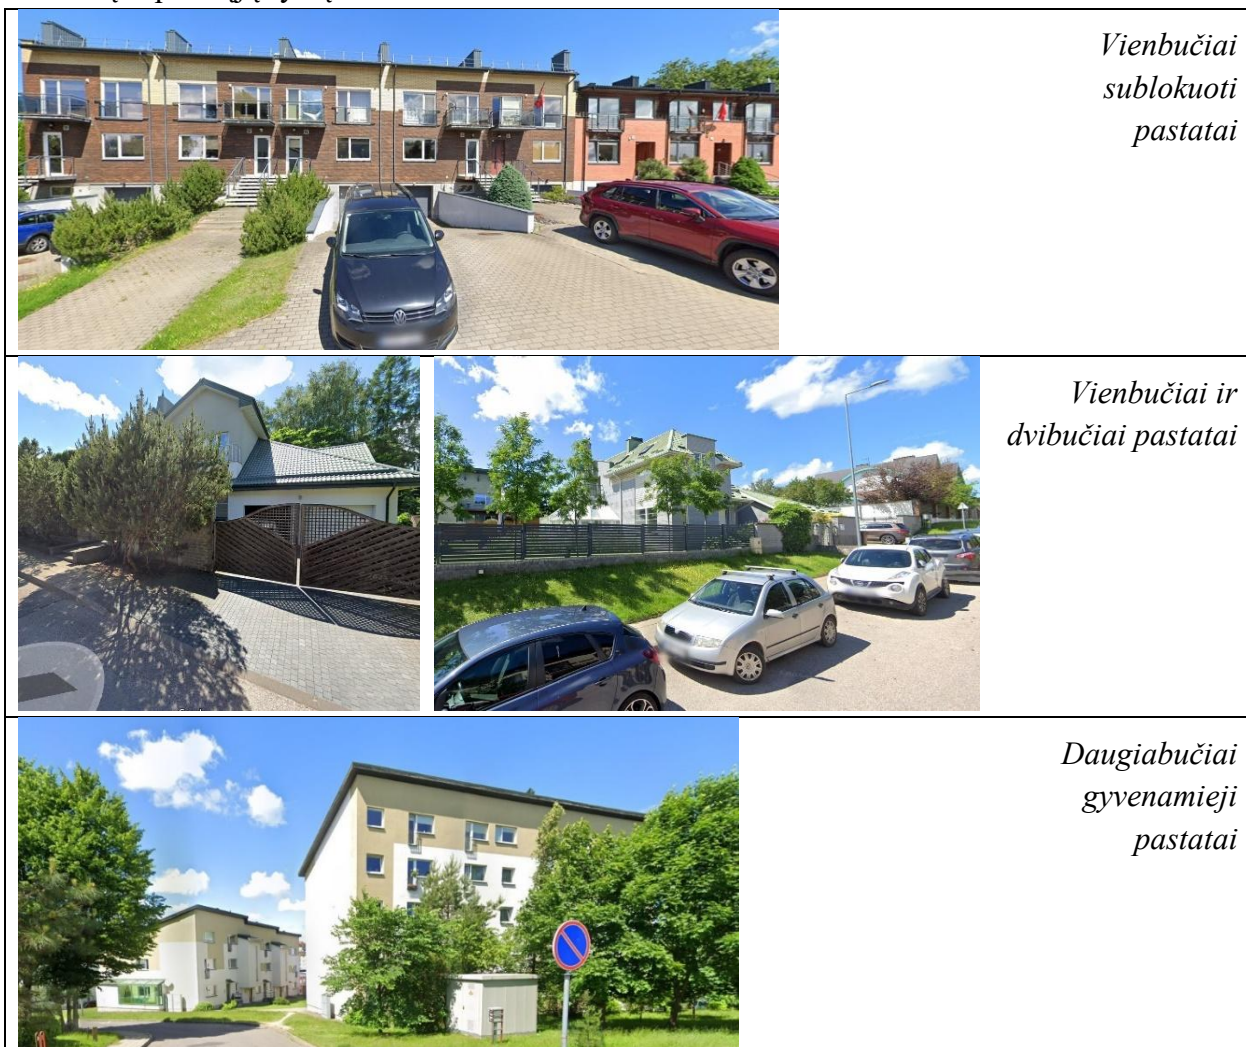 Vienbučiai
sublokuoti
pastatai
Vienbučiai ir
dvibučiai pastatai
Daugiabučiai
gyvenamieji
pastatai